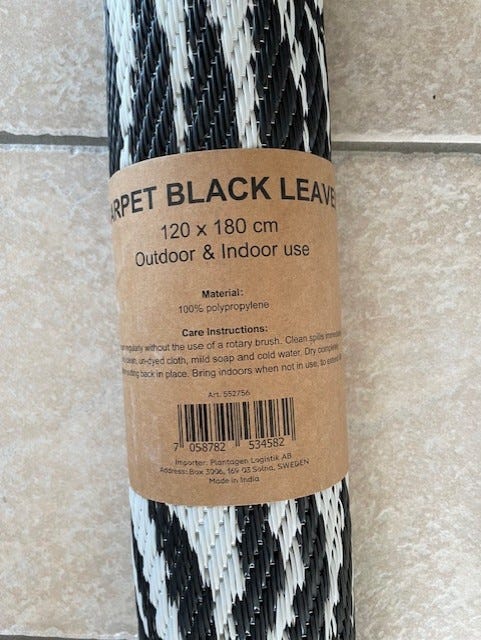 ARPET BLACK LEAVE
120 x 180 cm
Outdoor & Indoor use
Material:
100% polypropylene
Care Instructions:
regularly without the use of a rotary brush. Clean spills
clean, un-dyed cloth, mild soap and cold water. Dry
back in place. Bring indoors when not in use, to
Art. 552756
7 058782 534582
Importer: Plantagen Logistik AB
Address: Box 3096, 169 03 Solna, SWEDEN
Made in India